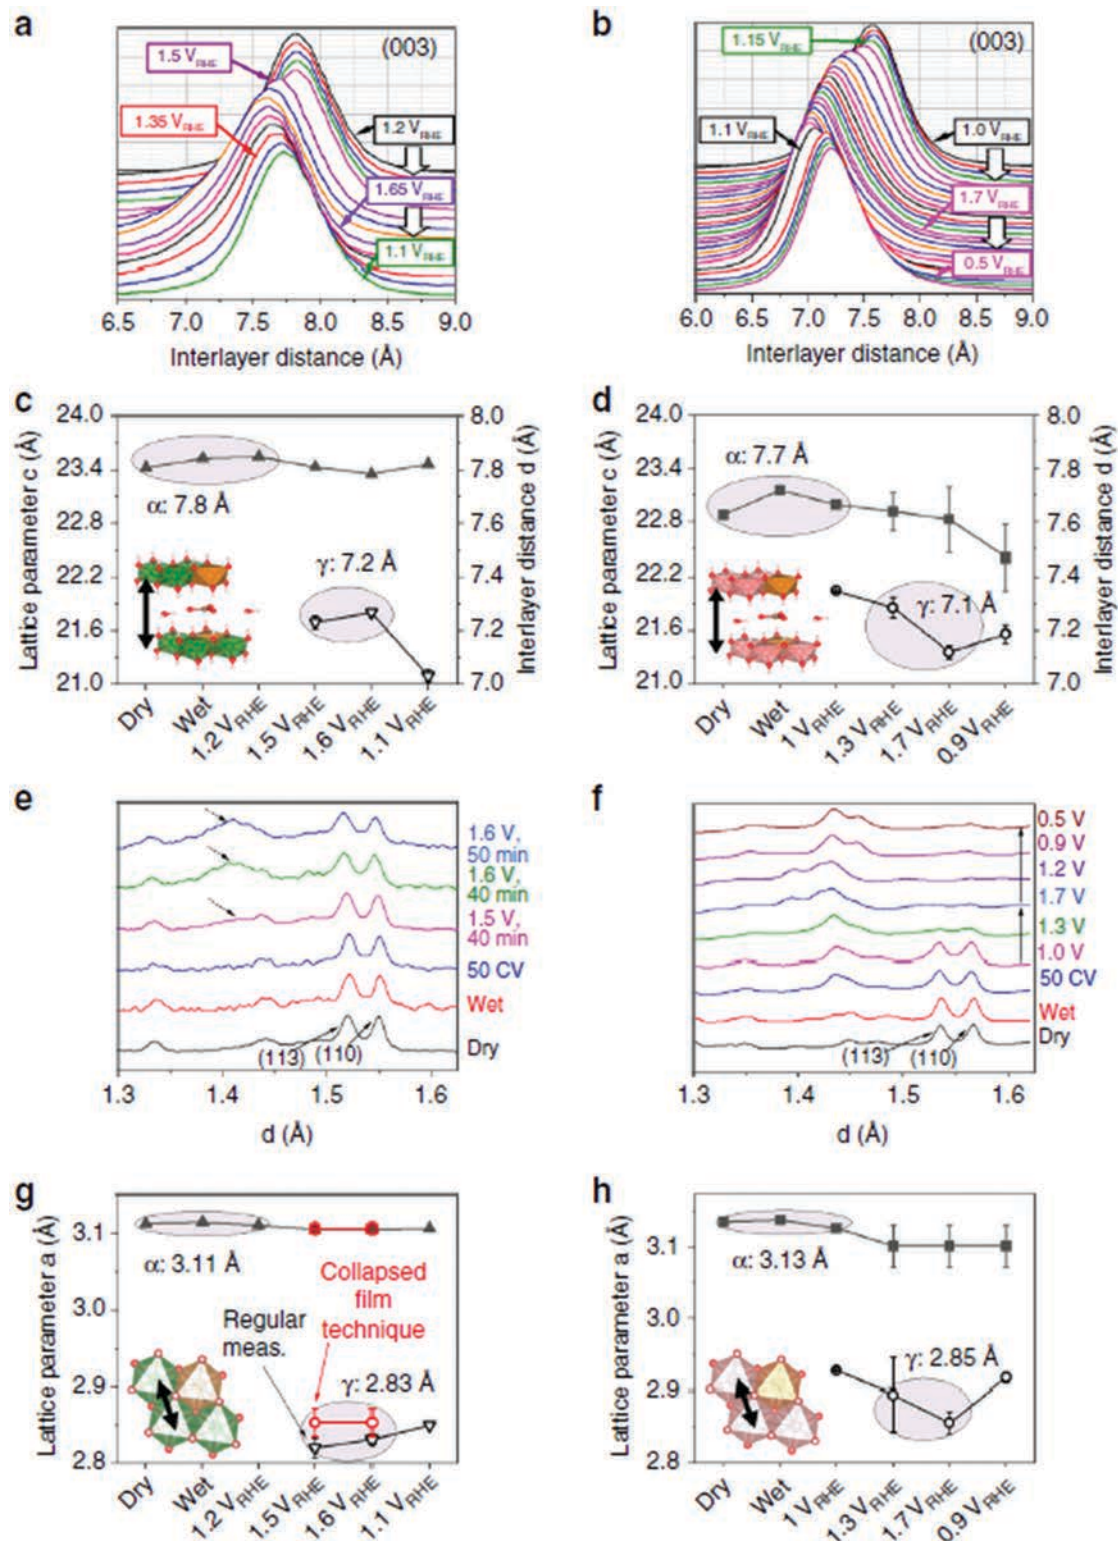 a
1.5 V_RHE
(003)
1.35 V_RHE
1.2 V_RHE
1.65 V_RHE
1.1 V_RHE
6.5 7.0 7.5 8.0 8.5 9.0
Interlayer distance (Å)
b
1.15 V_RHE
(003)
1.1 V_RHE
1.0 V_RHE
1.7 V_RHE
0.5 V_RHE
6.0 6.5 7.0 7.5 8.0 8.5 9.0
Interlayer distance (Å)
c
Lattice parameter c (Å)
24.0
23.4
22.8
22.2
21.6
21.0
α: 7.8 Å
γ: 7.2 Å
8.0
7.8
7.6
7.4
7.2
7.0
Interlayer distance d (Å)
Dry Wet 1.2 V_RHE 1.5 V_RHE 1.6 V_RHE 1.1 V_RHE
d
Lattice parameter c (Å)
24.0
23.4
22.8
22.2
21.6
21.0
α: 7.7 Å
γ: 7.1 Å
8.0
7.8
7.6
7.4
7.2
7.0
Interlayer distance d (Å)
Dry Wet 1 V_RHE 1.3 V_RHE 1.7 V_RHE 0.9 V_RHE
e
1.6 V,
50 min
1.6 V,
40 min
1.5 V,
40 min
50 CV
Wet
Dry
(113) (110)
1.3 1.4 1.5 1.6
d (Å)
f
0.5 V
0.9 V
1.2 V
1.7 V
1.3 V
1.0 V
50 CV
Wet
Dry
(113) (110)
1.3 1.4 1.5 1.6
d (Å)
g
Lattice parameter a (Å)
3.1
3.0
2.9
2.8
α: 3.11 Å
Collapsed
film
technique
Regular
meas.
γ: 2.83 Å
Dry Wet 1.2 V_RHE 1.5 V_RHE 1.6 V_RHE 1.1 V_RHE
h
Lattice parameter a (Å)
3.1
3.0
2.9
2.8
α: 3.13 Å
γ: 2.85 Å
Dry Wet 1 V_RHE 1.3 V_RHE 1.7 V_RHE 0.9 V_RHE